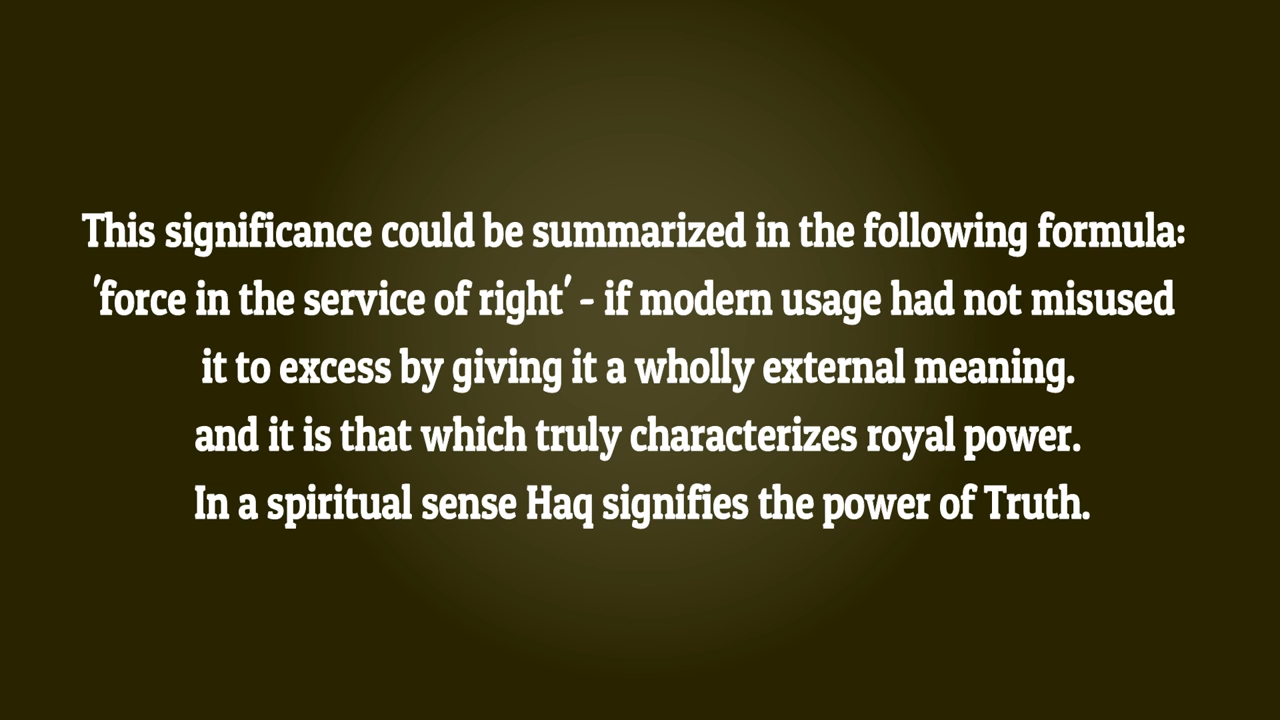 This significance could be summarized in the following formula:
'force in the service of right' - if modern usage had not misused
it to excess by giving it a wholly external meaning.
and it is that which truly characterizes royal power.
In a spiritual sense Haq signifies the power of Truth.